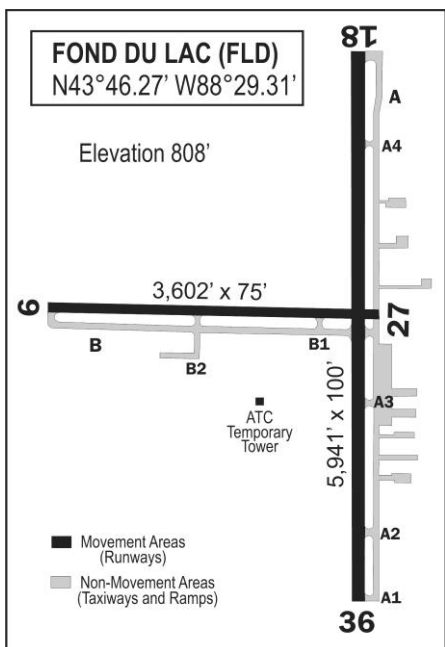 FOND DU LAC (FLD)
N43°46.27' W88°29.31'
Elevation 808'
18
A
A4
3,602' x 75'
9
27
B
B1
B2
A3
ATC
Temporary
Tower
5,941' x 100'
Movement Areas
(Runways)
Non-Movement Areas
(Taxiways and Ramps)
A2
A1
36